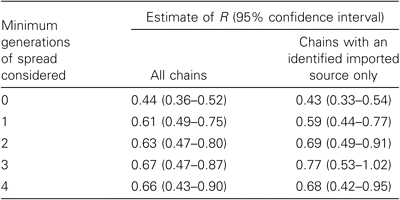 Minimum generations of spread considered
Estimate of R (95% confidence interval)
All chains
Chains with an identified imported source only
0 0.44 (0.36–0.52) 0.43 (0.33–0.54)
1 0.61 (0.49–0.75) 0.59 (0.44–0.77)
2 0.63 (0.47–0.80) 0.69 (0.49–0.91)
3 0.67 (0.47–0.87) 0.77 (0.53–1.02)
4 0.66 (0.43–0.90) 0.68 (0.42–0.95)